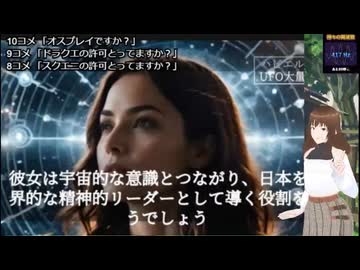 10コメ 「オスプレイですか？」
9コメ 「ドラクエの許可とってますか？」
8コメ 「スクエニの許可とってますか？」
417 Hz
UFO大量
彼女は宇宙的な意識とつながり、日本を
界的な精神的リーダーとして導く役割を
うでしょう